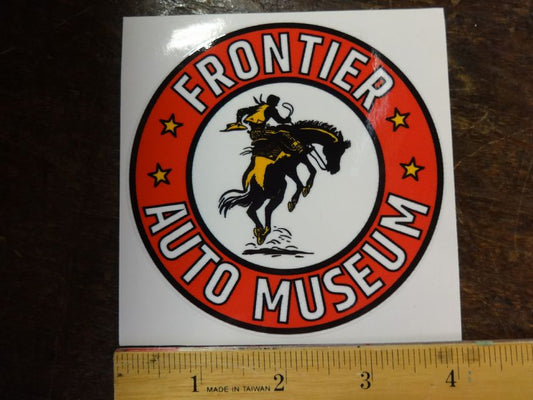 FRONTIER
AUTO MUSEUM
1 MADE IN TAIWAN 2 3 4